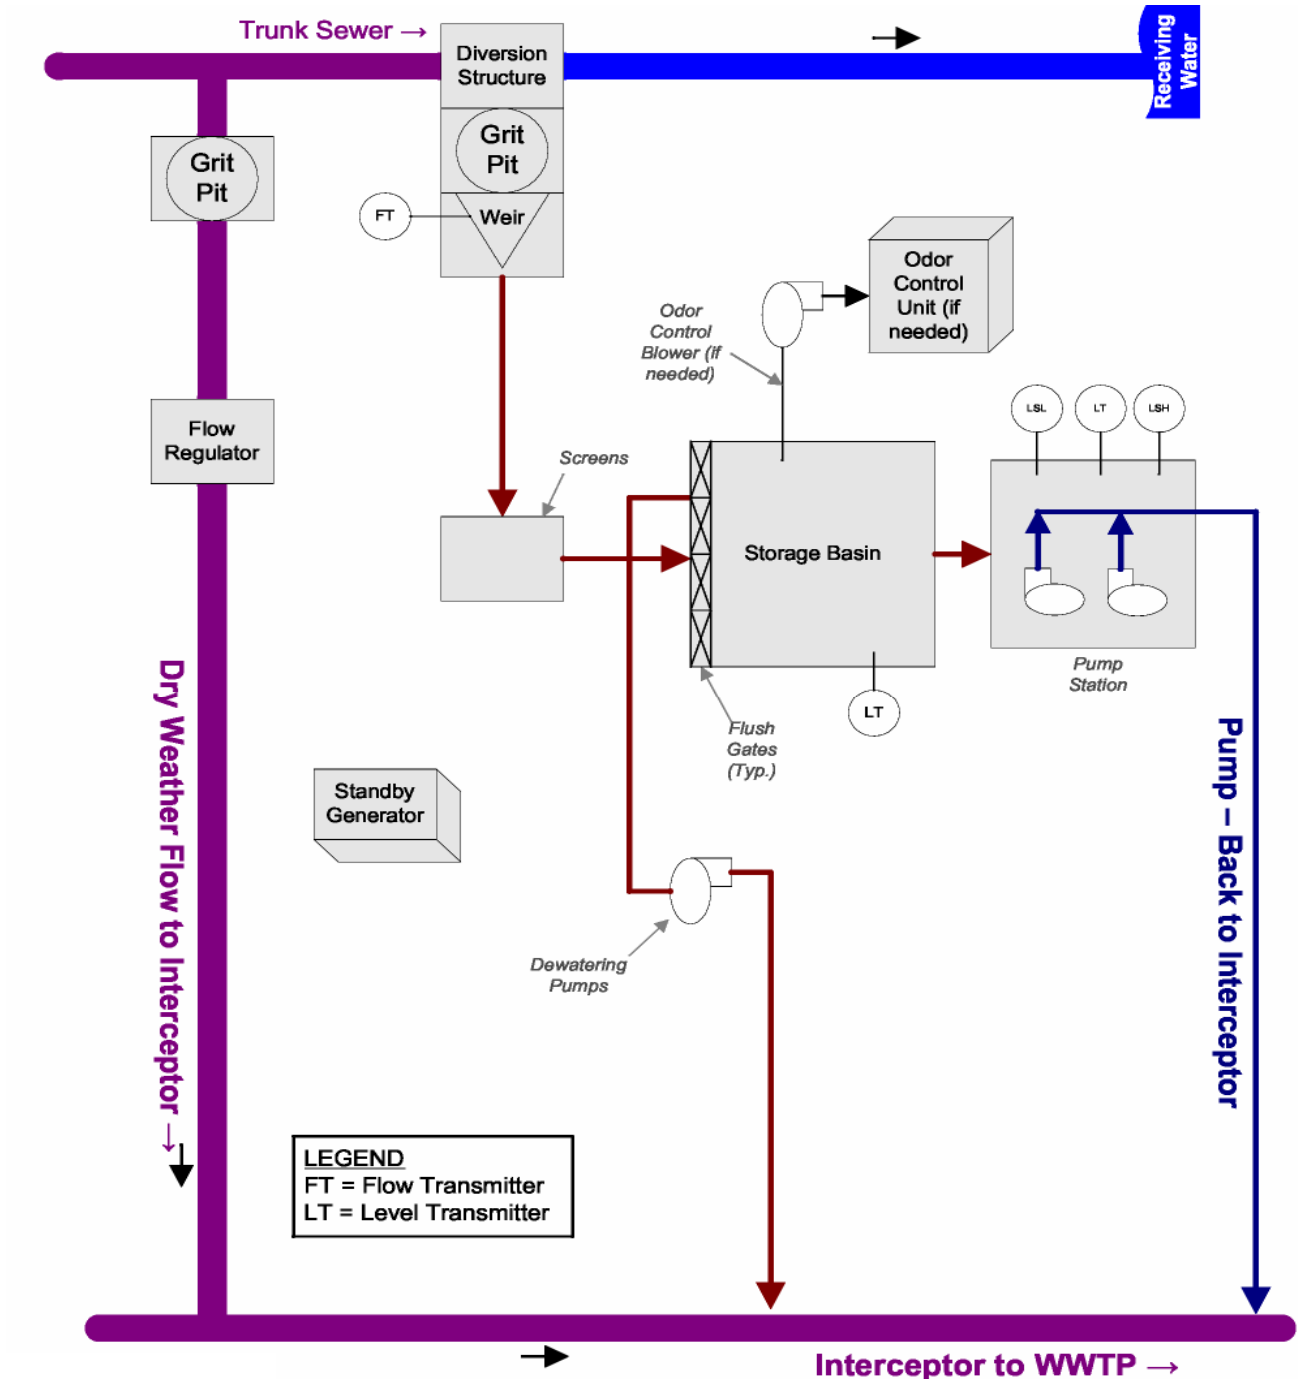 Trunk Sewer →
Diversion
Structure
Receiving
Water
Grit
Pit
Grit
Pit
FT
Weir
Odor
Control
Unit (if
needed)
Odor
Control
Blower (if
needed)
Flow
Regulator
LSL
LT
LSH
Screens
Storage Basin
Pump
Station
LT
Flush
Gates
(Typ.)
Dry Weather Flow to Interceptor →
Pump – Back to Interceptor
Standby
Generator
Dewatering
Pumps
LEGEND
FT = Flow Transmitter
LT = Level Transmitter
Interceptor to WWTP →